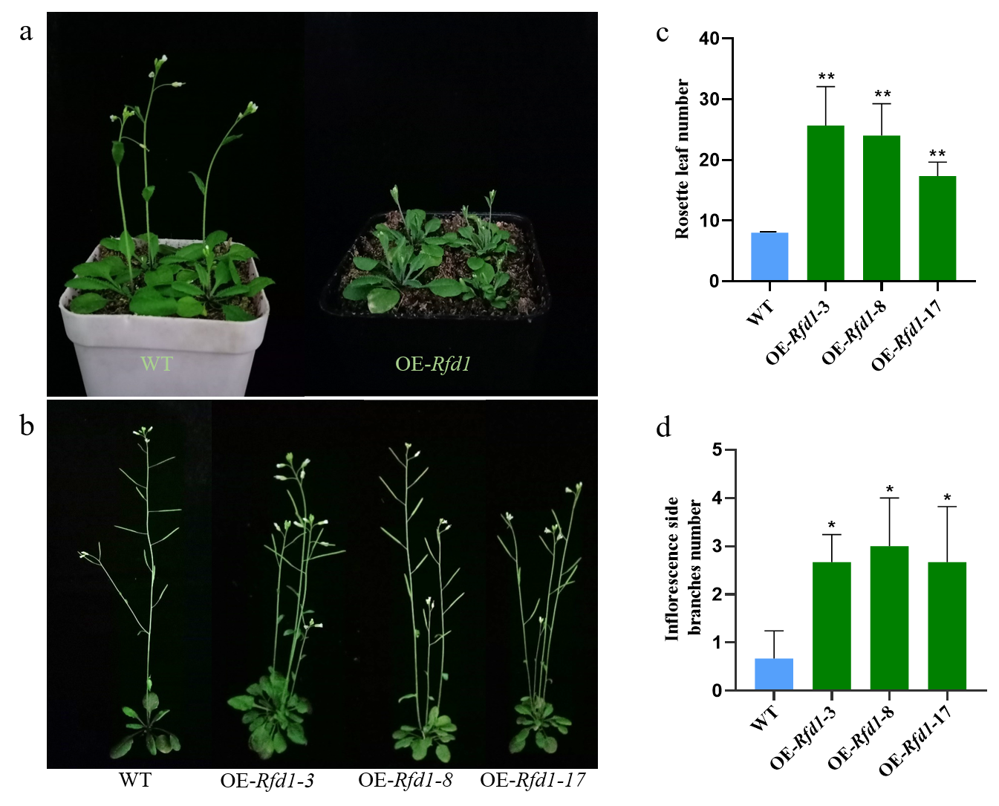 a
WT
OE-Rfd1
b
WT
OE-Rfd1-3
OE-Rfd1-8
OE-Rfd1-17
c
Rosette leaf number
40
30
20
10
0
**
**
**
WT
OE-Rfd1-3
OE-Rfd1-8
OE-Rfd1-17
d
Inflorescence side
branches number
5
4
3
2
1
0
*
*
*
WT
OE-Rfd1-3
OE-Rfd1-8
OE-Rfd1-17